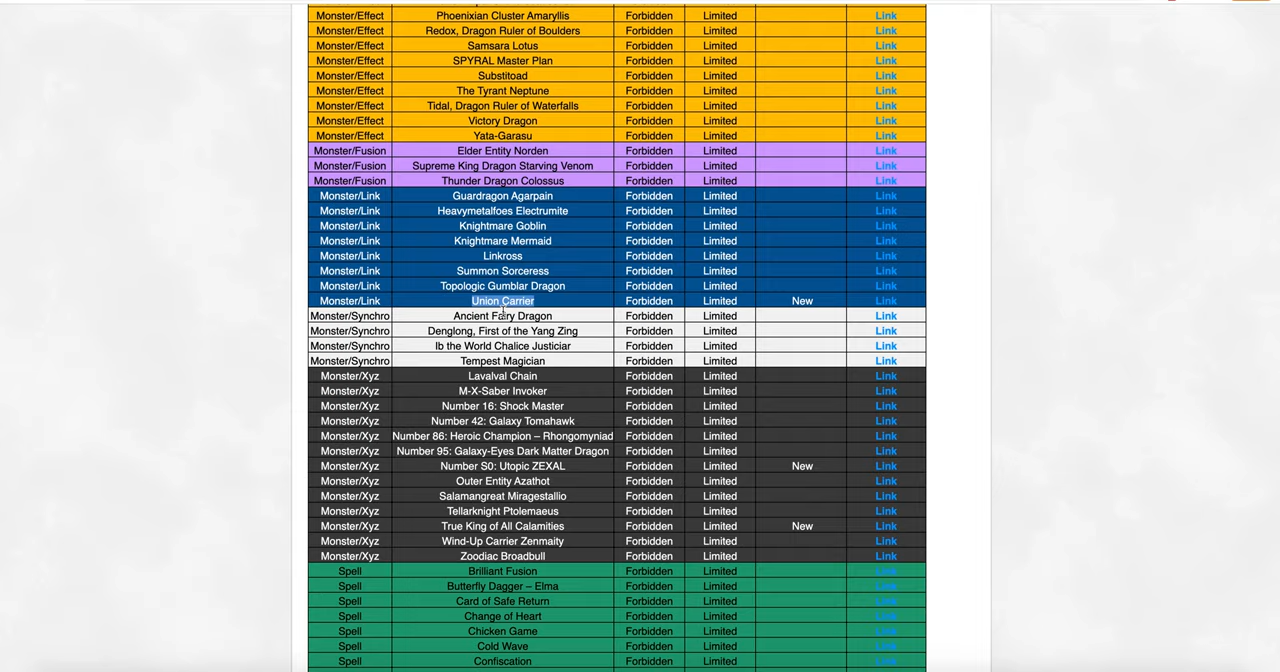 Monster/Effect Phoenixian Cluster Amaryllis Forbidden Limited Link
Monster/Effect Redox, Dragon Ruler of Boulders Forbidden Limited Link
Monster/Effect Samsara Lotus Forbidden Limited Link
Monster/Effect SPYRAL Master Plan Forbidden Limited Link
Monster/Effect Substitoad Forbidden Limited Link
Monster/Effect The Tyrant Neptune Forbidden Limited Link
Monster/Effect Tidal, Dragon Ruler of Waterfalls Forbidden Limited Link
Monster/Effect Victory Dragon Forbidden Limited Link
Monster/Effect Yata-Garasu Forbidden Limited Link
Monster/Fusion Elder Entity Norden Forbidden Limited Link
Monster/Fusion Supreme King Dragon Starving Venom Forbidden Limited Link
Monster/Fusion Thunder Dragon Colossus Forbidden Limited Link
Monster/Link Guardragon Agarpain Forbidden Limited Link
Monster/Link Heavymetalfoes Electrumite Forbidden Limited Link
Monster/Link Knightmare Goblin Forbidden Limited Link
Monster/Link Knightmare Mermaid Forbidden Limited Link
Monster/Link Linkross Forbidden Limited Link
Monster/Link Summon Sorceress Forbidden Limited Link
Monster/Link Topologic Gumblar Dragon Forbidden Limited Link
Monster/Link Union Carrier Forbidden Limited New Link
Monster/Synchro Ancient Fairy Dragon Forbidden Limited Link
Monster/Synchro Denglong, First of the Yang Zing Forbidden Limited Link
Monster/Synchro Ib the World Chalice Justiciar Forbidden Limited Link
Monster/Synchro Tempest Magician Forbidden Limited Link
Monster/Xyz Lavalval Chain Forbidden Limited Link
Monster/Xyz M-X-Saber Invoker Forbidden Limited Link
Monster/Xyz Number 16: Shock Master Forbidden Limited Link
Monster/Xyz Number 42: Galaxy Tomahawk Forbidden Limited Link
Monster/Xyz Number 86: Heroic Champion – Rhongomyniad Forbidden Limited Link
Monster/Xyz Number 95: Galaxy-Eyes Dark Matter Dragon Forbidden Limited Link
Monster/Xyz Number S0: Utopic ZEXAL Forbidden Limited New Link
Monster/Xyz Outer Entity Azathot Forbidden Limited Link
Monster/Xyz Salamangreat Miragestallio Forbidden Limited Link
Monster/Xyz Tellarknight Ptolemaeus Forbidden Limited Link
Monster/Xyz True King of All Calamities Forbidden Limited New Link
Monster/Xyz Wind-Up Carrier Zenmaity Forbidden Limited Link
Monster/Xyz Zoodiac Broadbull Forbidden Limited Link
Spell Brilliant Fusion Forbidden Limited Link
Spell Butterfly Dagger – Elma Forbidden Limited Link
Spell Card of Safe Return Forbidden Limited Link
Spell Change of Heart Forbidden Limited Link
Spell Chicken Game Forbidden Limited Link
Spell Cold Wave Forbidden Limited Link
Spell Confiscation Forbidden Limited Link